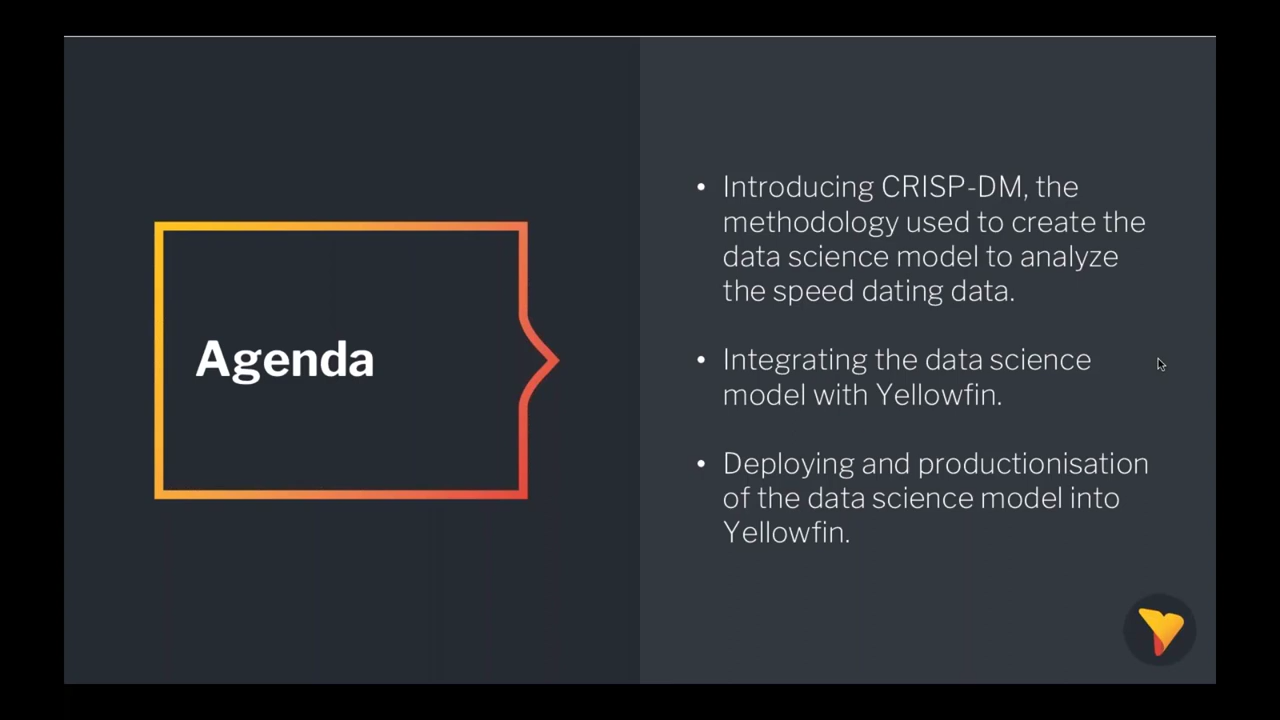 Agenda
• Introducing CRISP-DM, the
methodology used to create the
data science model to analyze
the speed dating data.
• Integrating the data science
model with Yellowfin.
• Deploying and productionisation
of the data science model into
Yellowfin.